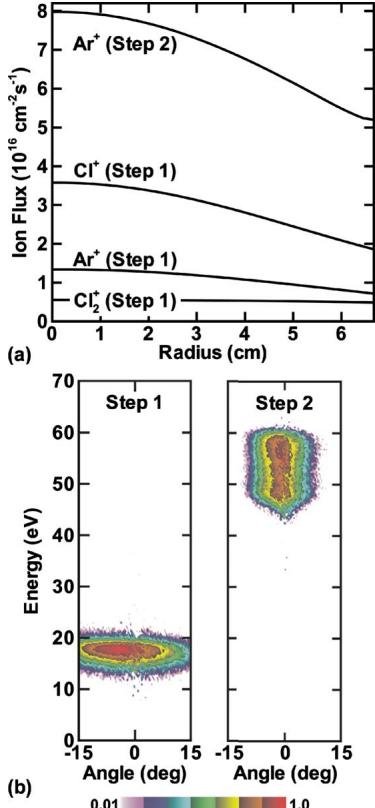 8
7
6
5
4
3
2
1
0
Ion Flux (10¹⁶ cm⁻²s⁻¹)
Ar⁺ (Step 2)
Cl⁺ (Step 1)
Ar⁺ (Step 1)
Cl₂⁺ (Step 1)
0 1 2 3 4 5 6
(a) Radius (cm)
70
60
50
40
30
20
10
0
Energy (eV)
Step 1 Step 2
-15 0 15 -15 0 15
Angle (deg) Angle (deg)
(b)
0.01 1.0